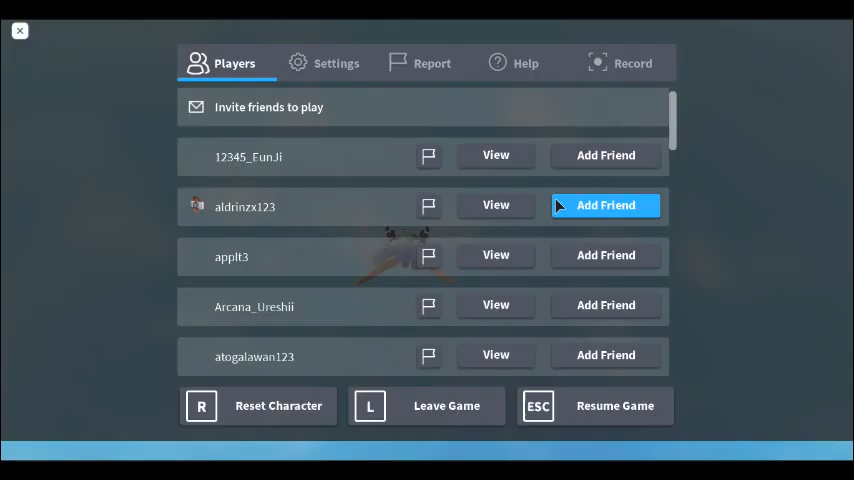 ×
Players Settings Report Help Record
Invite friends to play
12345_EunJi View Add Friend
aldrinzx123 View Add Friend
applt3 View Add Friend
Arcana_Ureshii View Add Friend
atogalawan123 View Add Friend
R Reset Character L Leave Game ESC Resume Game